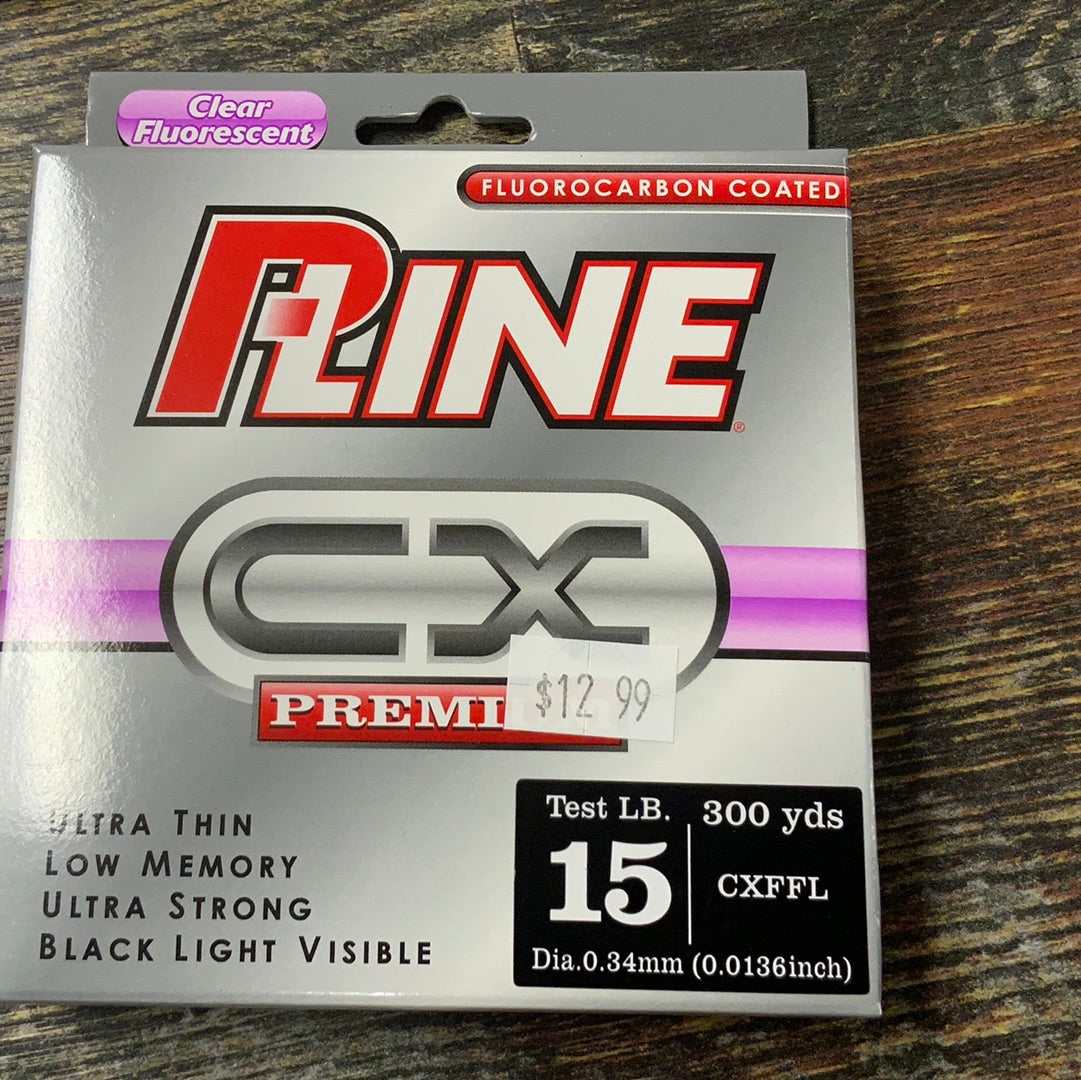 Clear
Fluorescent
FLUOROCARBON COATED
P-LINE®
CX
PREMI
$12 99
ULTRA THIN
LOW MEMORY
ULTRA STRONG
BLACK LIGHT VISIBLE
Test LB.
15
300 yds
CXFFL
Dia.0.34mm (0.0136inch)